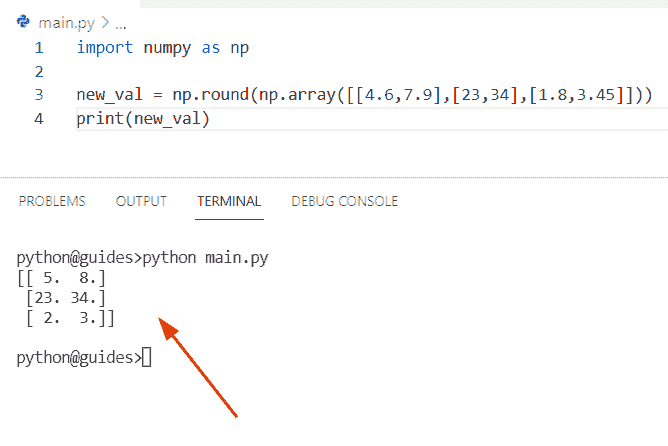 main.py > ...
1 import numpy as np
2
3 new_val = np.round(np.array([[4.6,7.9],[23,34],[1.8,3.45]]))
4 print(new_val)
PROBLEMS OUTPUT TERMINAL DEBUG CONSOLE
python@guides>python main.py
[[ 5.  8.]
 [23. 34.]
 [ 2.  3.]]
python@guides>